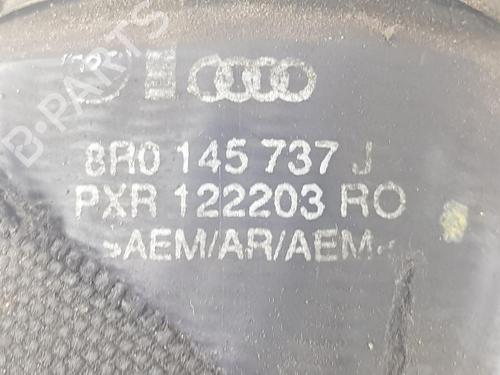 B-PARTS
8R0 145 737 J
PXR 122203 RO
>AEM/AR/AEM<